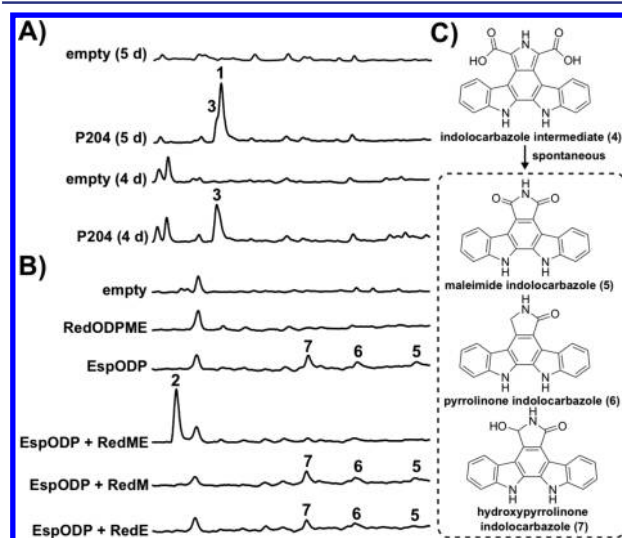 A)
empty (5 d)
1
3
P204 (5 d)
empty (4 d)
3
P204 (4 d)
B)
empty
RedODPME
EspODP
7
6
5
2
EspODP + RedME
EspODP + RedM
7
6
5
EspODP + RedE
7
6
5
C)
H
N
O
O
OH
HO
N
H
N
H
indolocarbazole intermediate (4)
spontaneous
H
N
O
O
N
H
N
H
maleimide indolocarbazole (5)
H
N
O
N
H
N
H
pyrrolinone indolocarbazole (6)
H
HO
N
O
N
H
N
H
hydroxypyrrolinone
indolocarbazole (7)